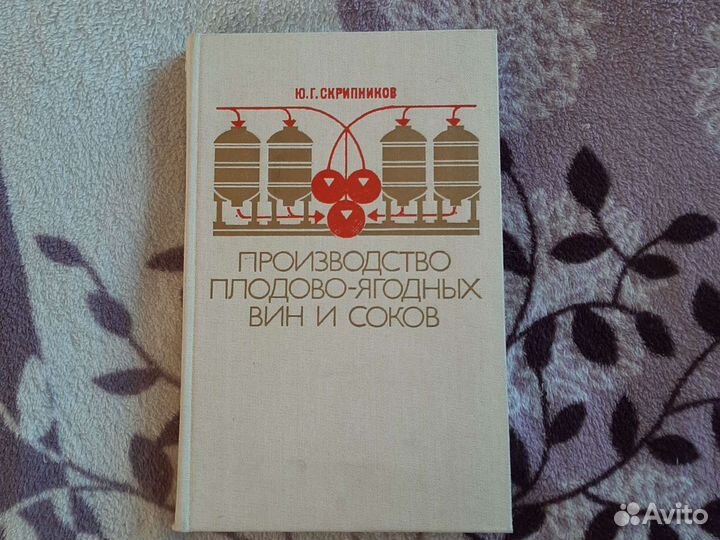 Ю.Г.СКРИПНИКОВ
ПРОИЗВОДСТВО
ПЛОДОВО-ЯГОДНЫХ
ВИН И СОКОВ
Avito